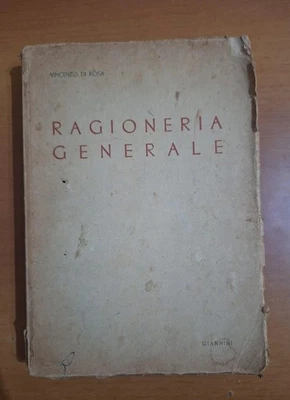 VINCENZO DI ROSA
RAGIONERIA
GENERALE
GIANNINI